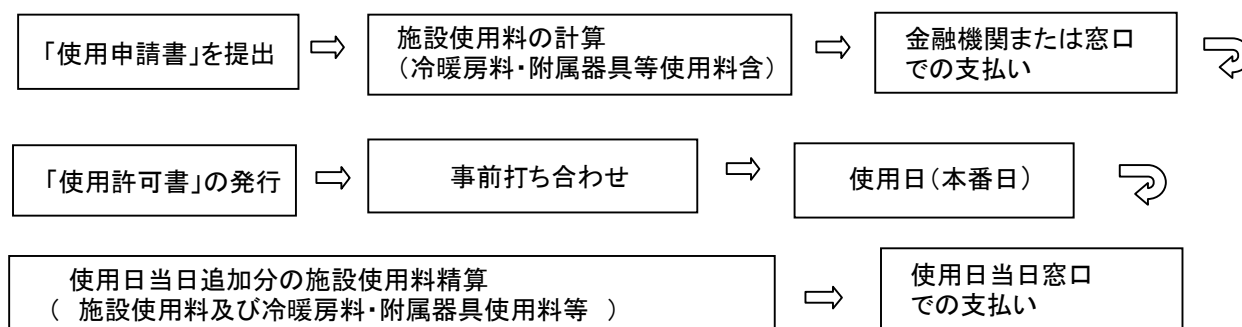 「使用申請書」を提出
施設使用料の計算
(冷暖房料・附属器具等使用料含)
金融機関または窓口
での支払い
「使用許可書」の発行
事前打ち合わせ
使用日(本番日)
使用日当日追加分の施設使用料精算
( 施設使用料及び冷暖房料・附属器具使用料等 )
使用日当日窓口
での支払い